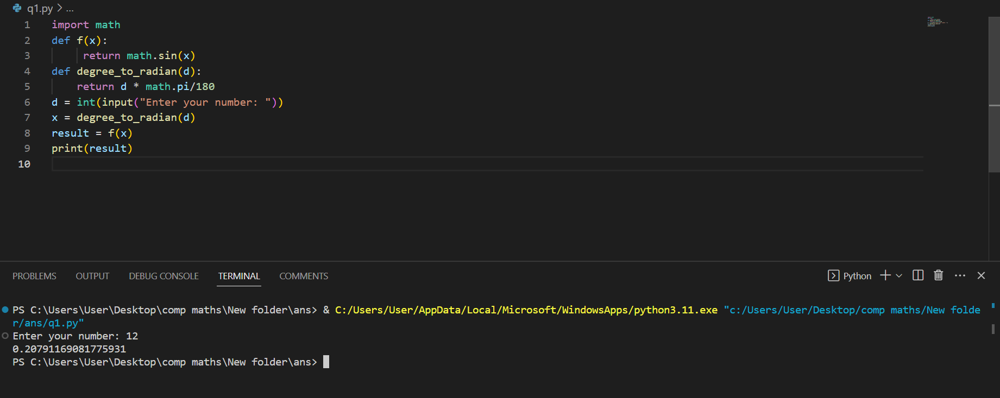 q1.py > ...
1 import math
2 def f(x):
3 return math.sin(x)
4 def degree_to_radian(d):
5 return d * math.pi/180
6 d = int(input("Enter your number: "))
7 x = degree_to_radian(d)
8 result = f(x)
9 print(result)
10
PROBLEMS OUTPUT DEBUG CONSOLE TERMINAL COMMENTS Python
PS C:\Users\User\Desktop\comp maths\New folder\ans> & C:/Users/User/AppData/Local/Microsoft/WindowsApps/python3.11.exe "c:/Users/User/Desktop/comp maths/New folde
r/ans/q1.py"
Enter your number: 12
0.20791169081775931
PS C:\Users\User\Desktop\comp maths\New folder\ans>